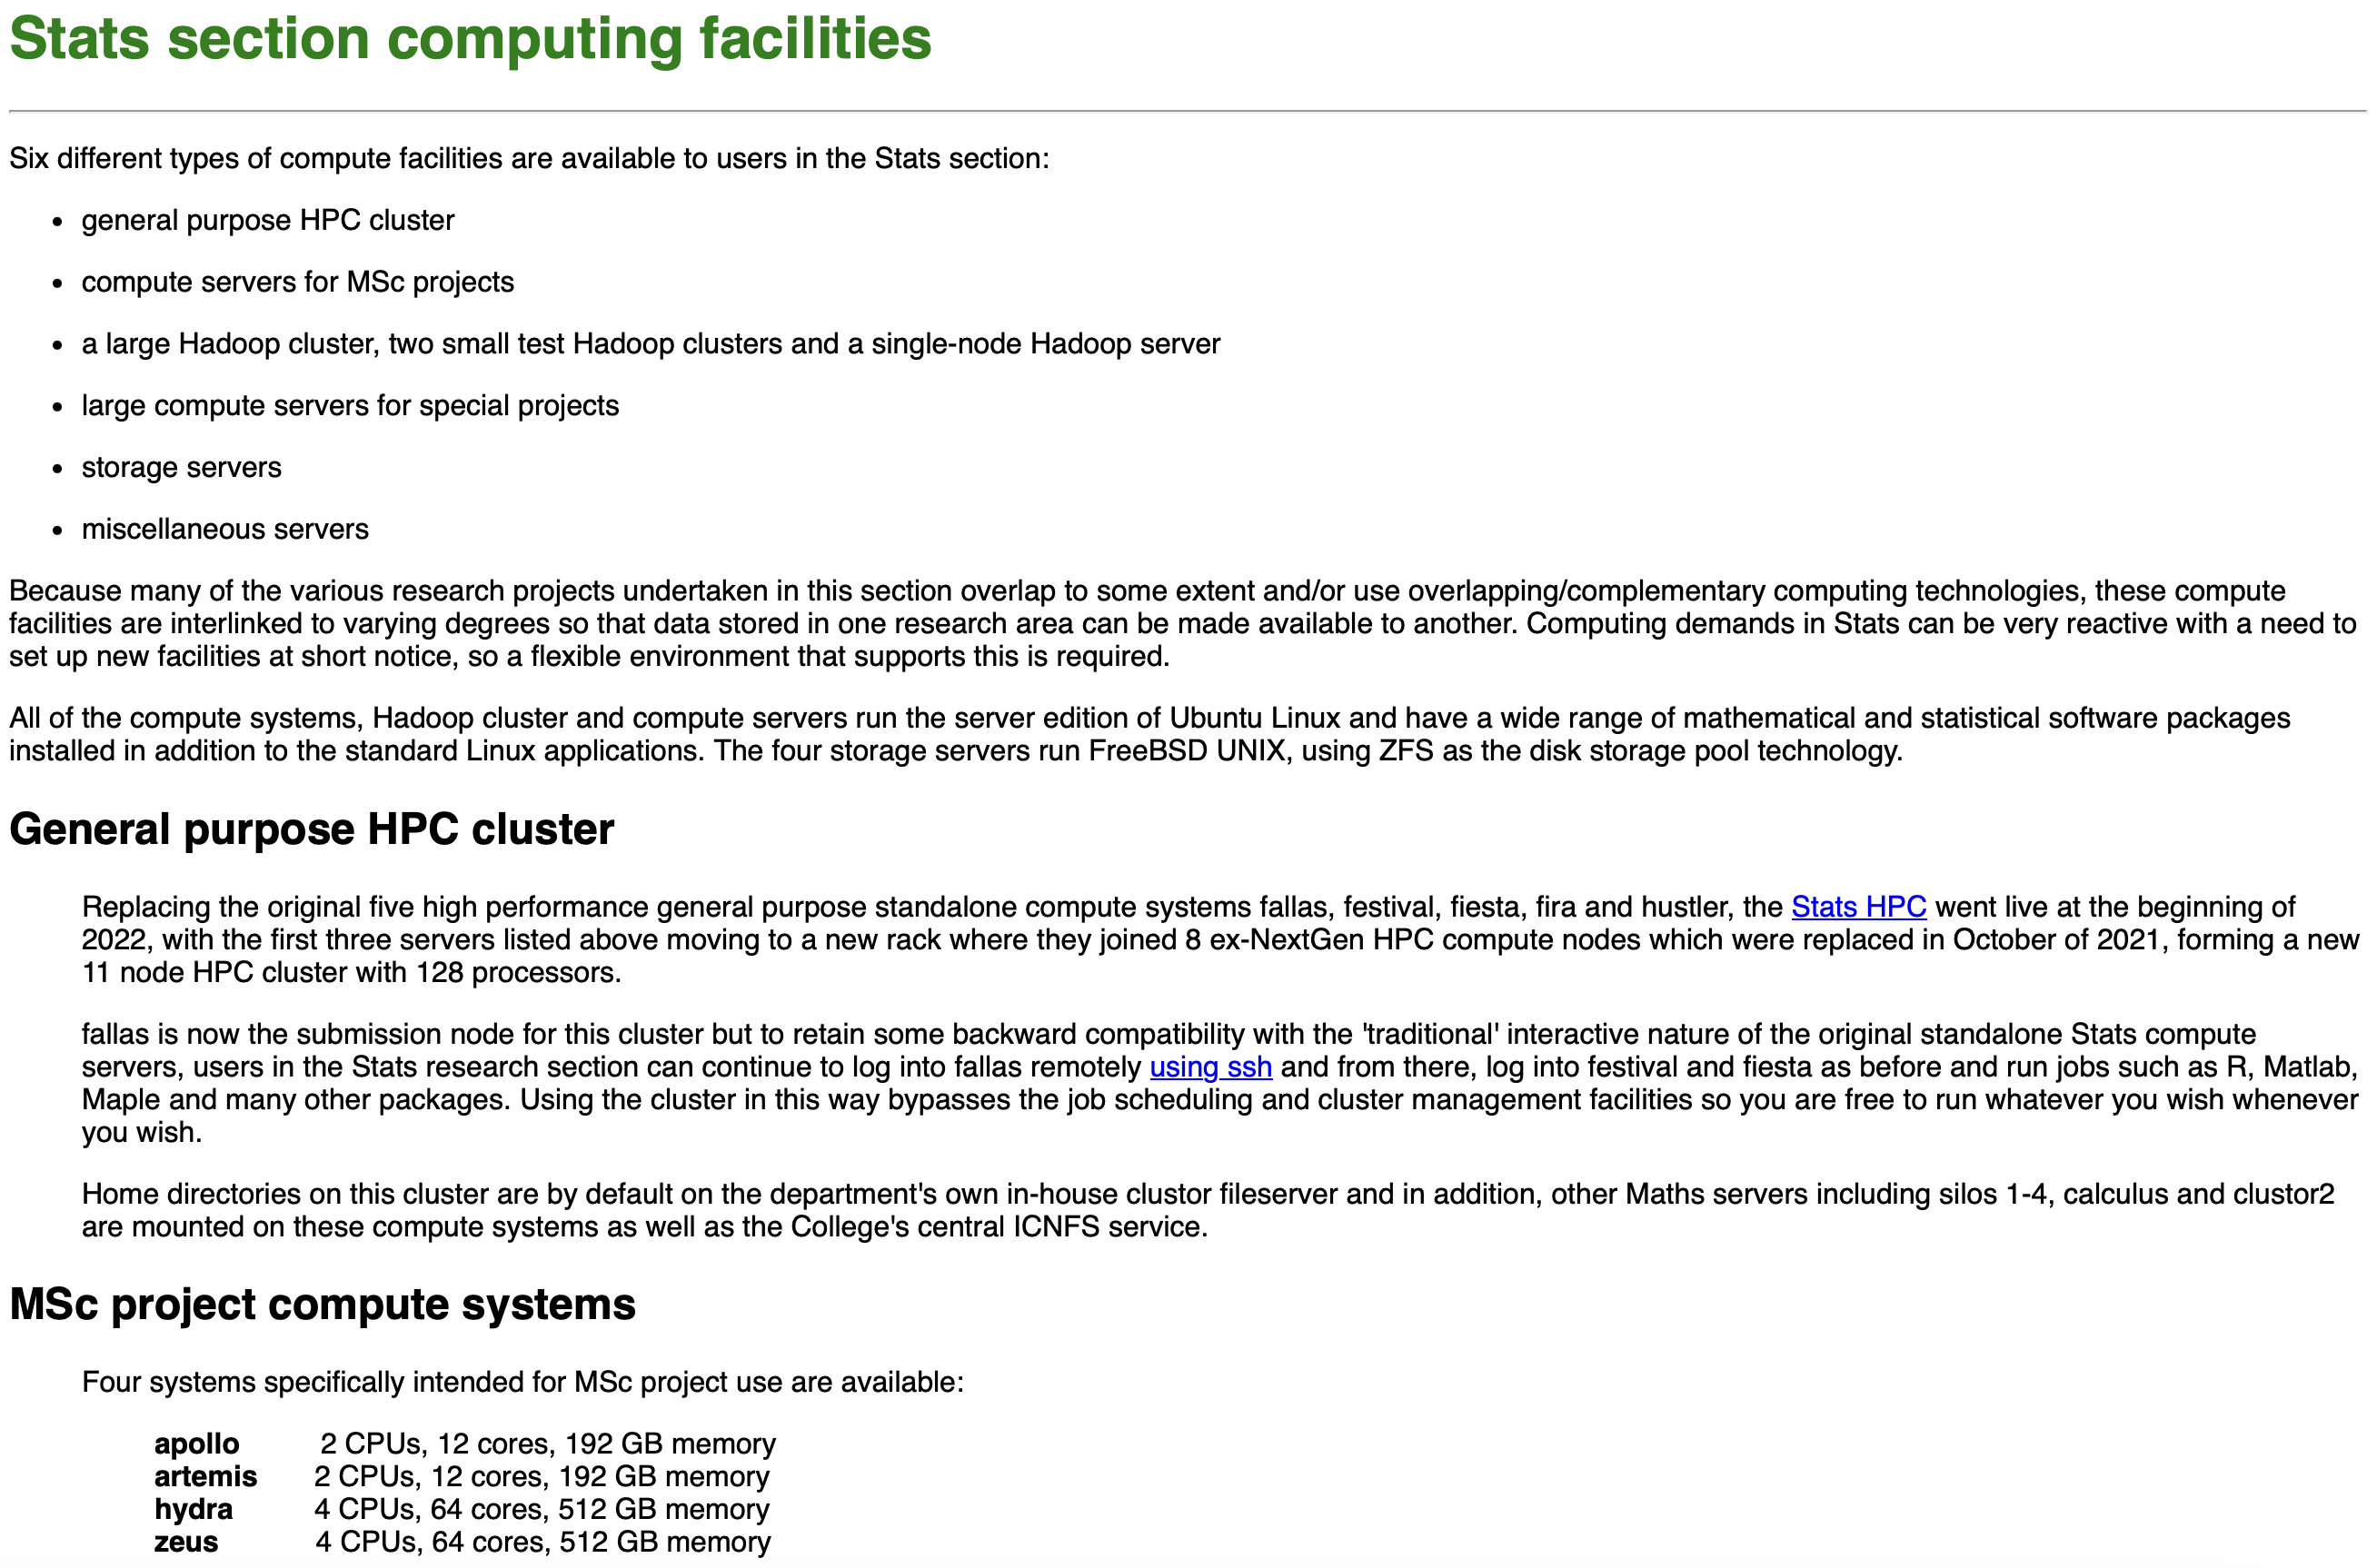 Stats section computing facilities
Six different types of compute facilities are available to users in the Stats section:
• general purpose HPC cluster
• compute servers for MSc projects
• a large Hadoop cluster, two small test Hadoop clusters and a single-node Hadoop server
• large compute servers for special projects
• storage servers
• miscellaneous servers
Because many of the various research projects undertaken in this section overlap to some extent and/or use overlapping/complementary computing technologies, these compute
facilities are interlinked to varying degrees so that data stored in one research area can be made available to another. Computing demands in Stats can be very reactive with a need to
set up new facilities at short notice, so a flexible environment that supports this is required.
All of the compute systems, Hadoop cluster and compute servers run the server edition of Ubuntu Linux and have a wide range of mathematical and statistical software packages
installed in addition to the standard Linux applications. The four storage servers run FreeBSD UNIX, using ZFS as the disk storage pool technology.
General purpose HPC cluster
Replacing the original five high performance general purpose standalone compute systems fallas, festival, fiesta, fira and hustler, the Stats HPC went live at the beginning of
2022, with the first three servers listed above moving to a new rack where they joined 8 ex-NextGen HPC compute nodes which were replaced in October of 2021, forming a new
11 node HPC cluster with 128 processors.
fallas is now the submission node for this cluster but to retain some backward compatibility with the 'traditional' interactive nature of the original standalone Stats compute
servers, users in the Stats research section can continue to log into fallas remotely using ssh and from there, log into festival and fiesta as before and run jobs such as R, Matlab,
Maple and many other packages. Using the cluster in this way bypasses the job scheduling and cluster management facilities so you are free to run whatever you wish whenever
you wish.
Home directories on this cluster are by default on the department's own in-house clustor fileserver and in addition, other Maths servers including silos 1-4, calculus and clustor2
are mounted on these compute systems as well as the College's central ICNFS service.
MSc project compute systems
Four systems specifically intended for MSc project use are available:
apollo 2 CPUs, 12 cores, 192 GB memory
artemis 2 CPUs, 12 cores, 192 GB memory
hydra 4 CPUs, 64 cores, 512 GB memory
zeus 4 CPUs, 64 cores, 512 GB memory